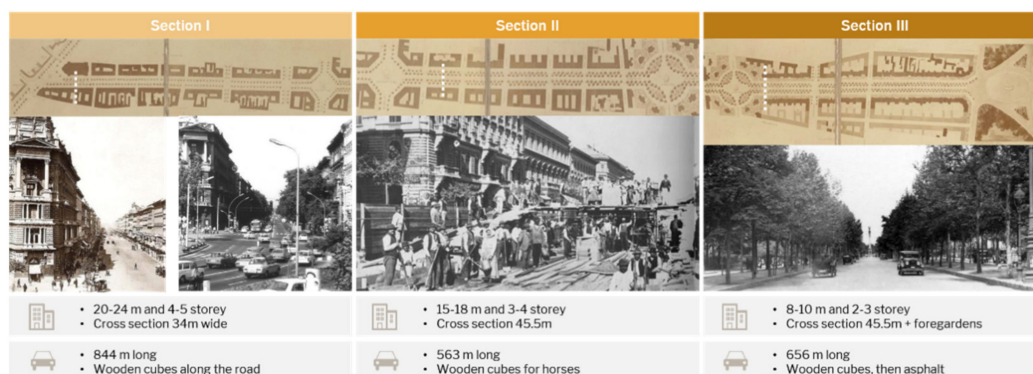 Section I
Section II
Section III
• 20-24 m and 4-5 storey
• Cross section 34m wide
• 15-18 m and 3-4 storey
• Cross section 45.5m
• 8-10 m and 2-3 storey
• Cross section 45.5m + foregardens
• 844 m long
• Wooden cubes along the road
• 563 m long
• Wooden cubes for horses
• 656 m long
• Wooden cubes, then asphalt